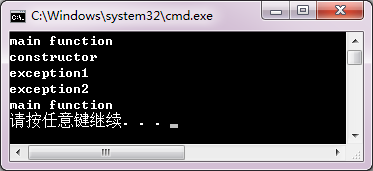 C:\Windows\system32\cmd.exe
main function
constructor
exception1
exception2
main function
请按任意键继续. . .